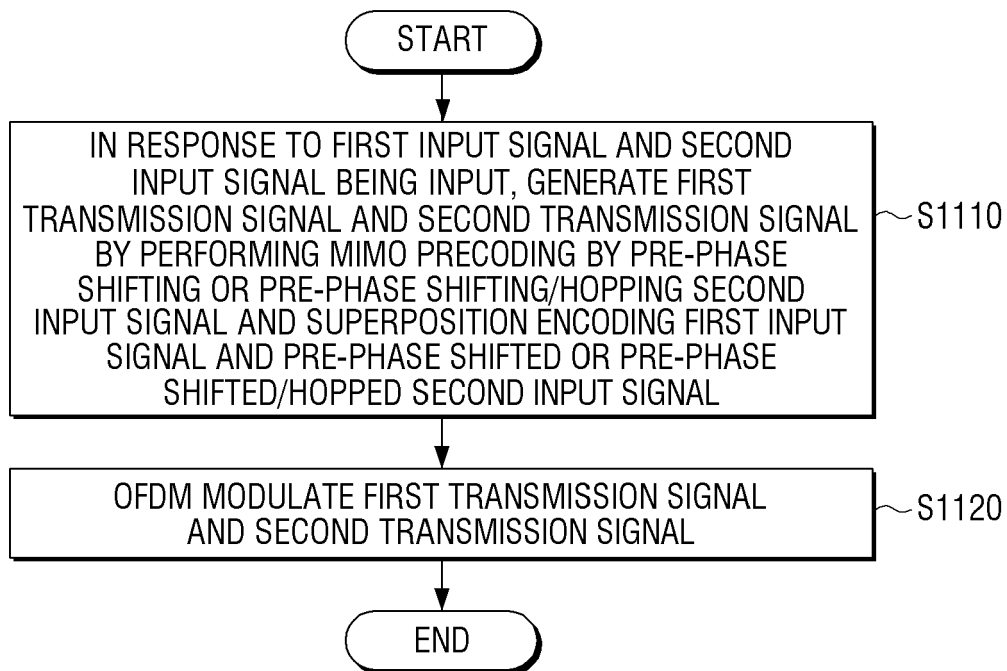 START
IN RESPONSE TO FIRST INPUT SIGNAL AND SECOND
INPUT SIGNAL BEING INPUT, GENERATE FIRST
TRANSMISSION SIGNAL AND SECOND TRANSMISSION SIGNAL
BY PERFORMING MIMO PRECODING BY PRE-PHASE
SHIFTING OR PRE-PHASE SHIFTING/HOPPING SECOND
INPUT SIGNAL AND SUPERPOSITION ENCODING FIRST INPUT
SIGNAL AND PRE-PHASE SHIFTED OR PRE-PHASE
SHIFTED/HOPPED SECOND INPUT SIGNAL
S1110
OFDM MODULATE FIRST TRANSMISSION SIGNAL
AND SECOND TRANSMISSION SIGNAL
S1120
END